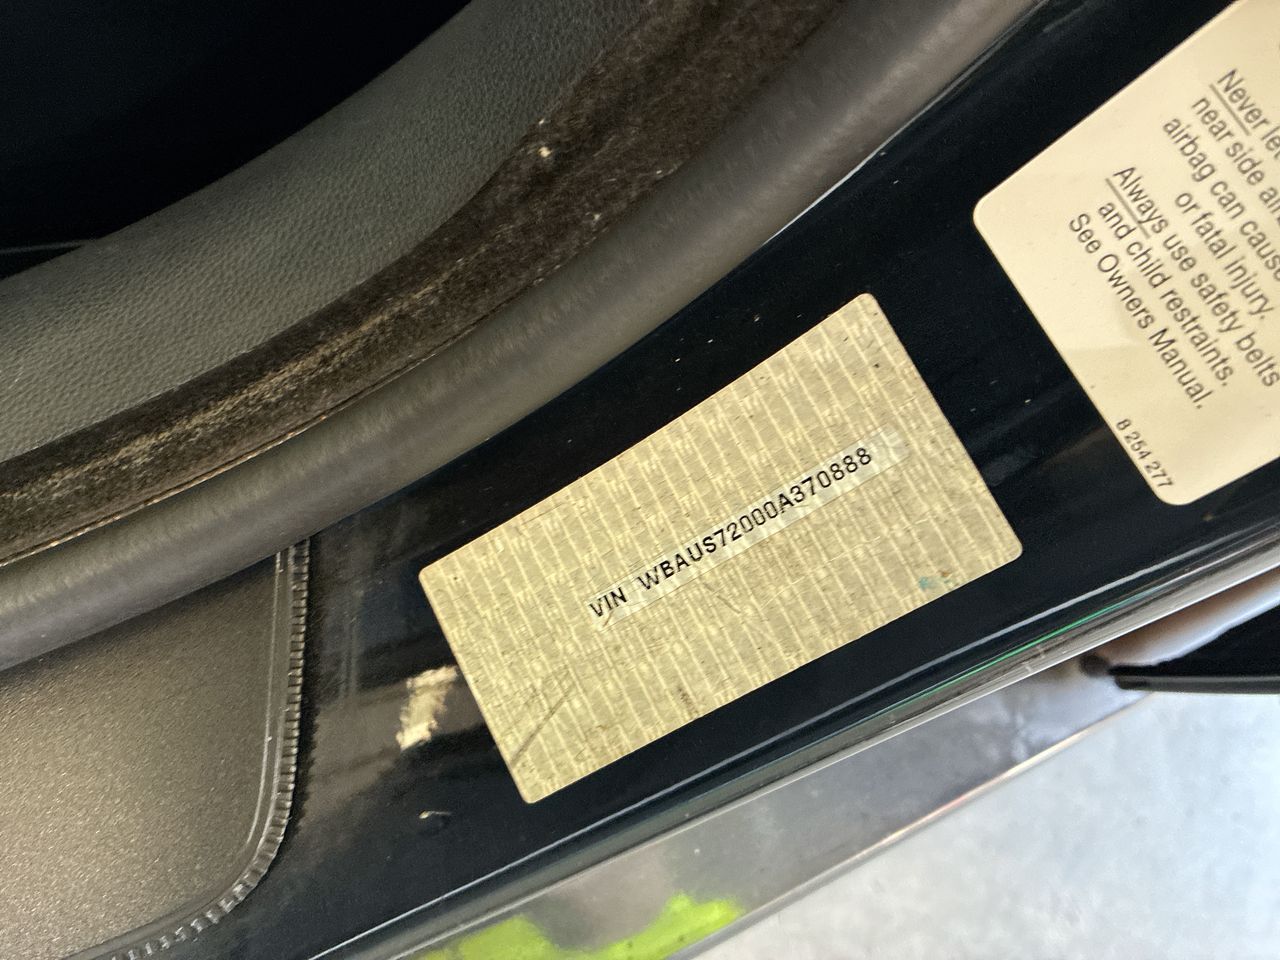 VIN WBAUS72000A370888
Never le
near side ai
airbag can caus
or fatal injury.
Always use safety belts
and child restraints.
See Owners Manual.
8 254 277